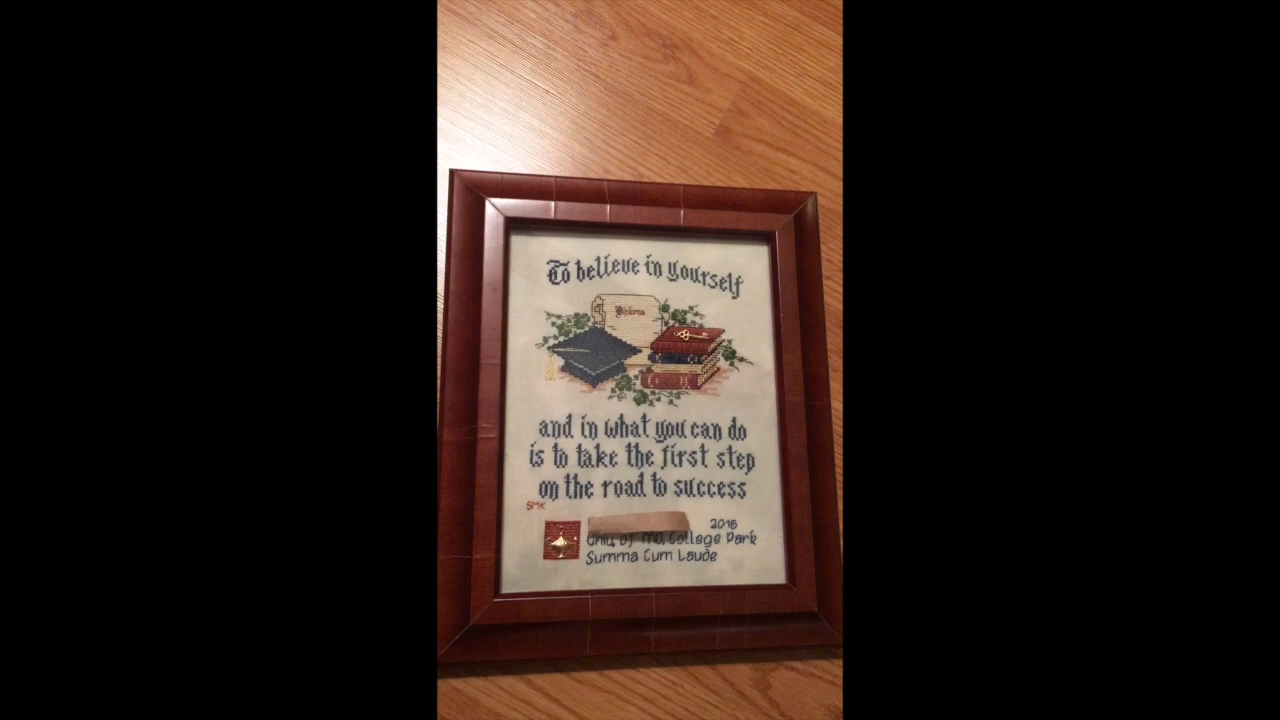 To believe in yourself
Diploma
and in what you can do
is to take the first step
on the road to success
SMK
2016
Univ of MD, College Park
Summa Cum Laude